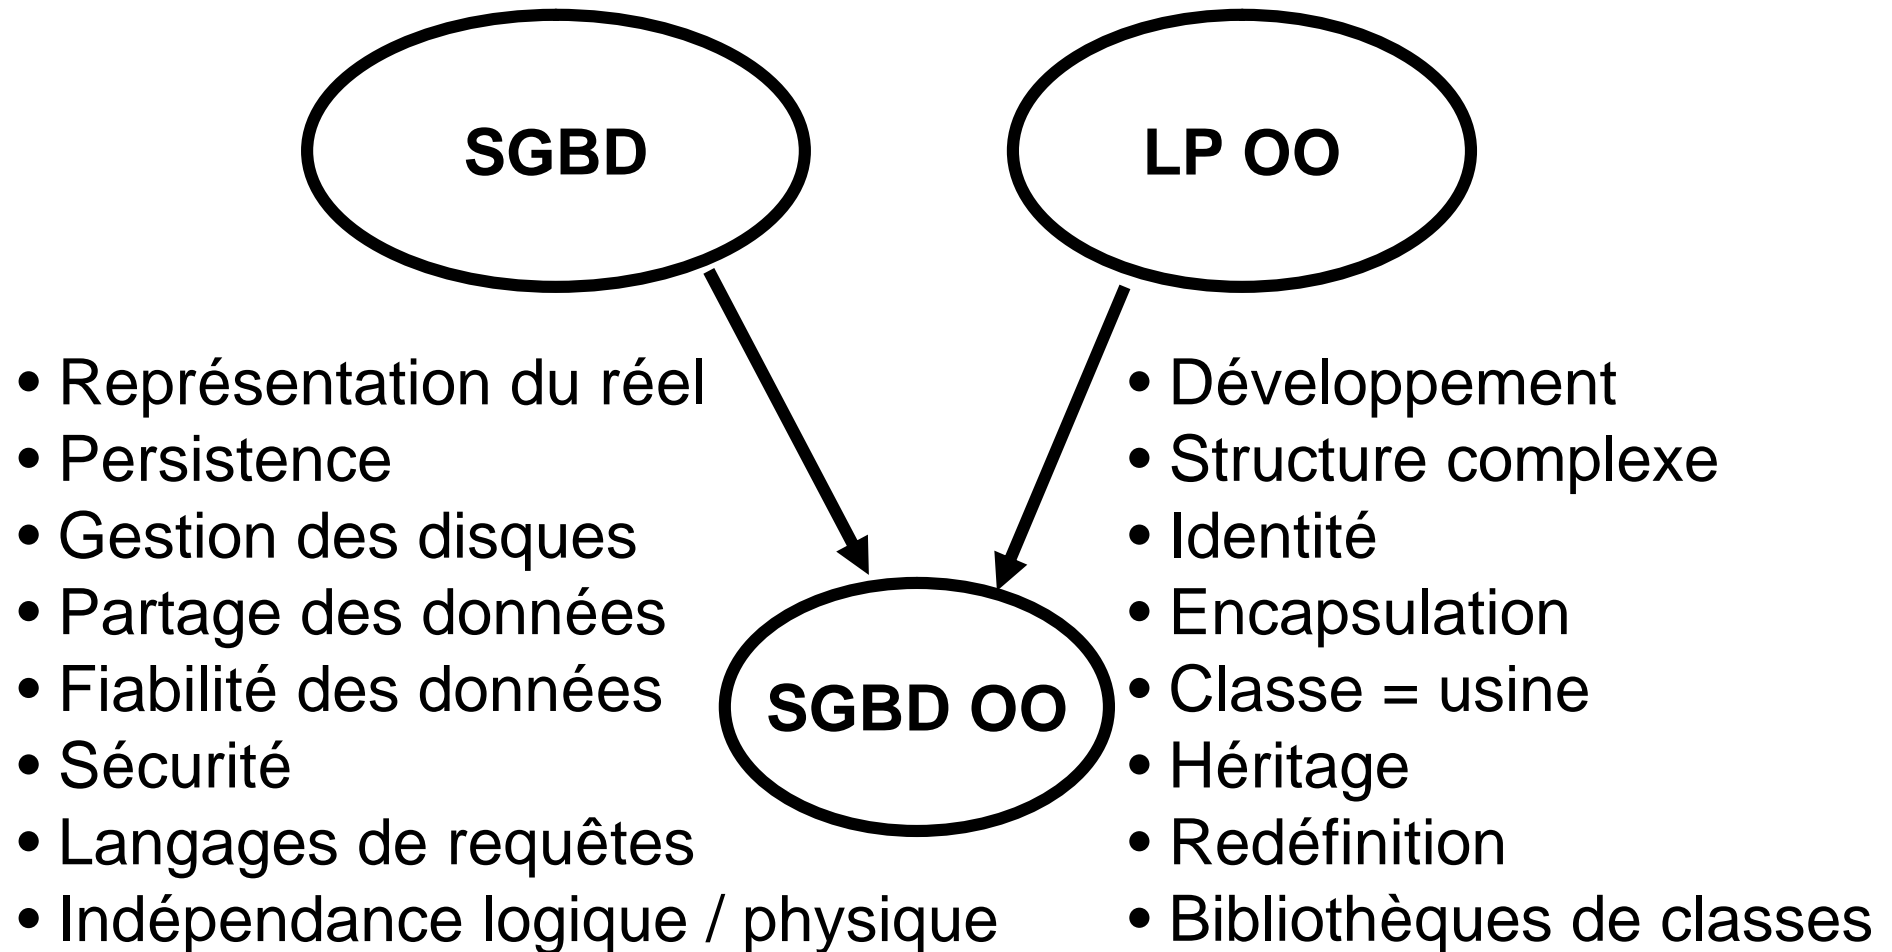 SGBD
LP OO
• Représentation du réel
• Persistence
• Gestion des disques
• Partage des données
• Fiabilité des données
• Sécurité
• Langages de requêtes
• Indépendance logique / physique
SGBD OO
• Développement
• Structure complexe
• Identité
• Encapsulation
• Classe = usine
• Héritage
• Redéfinition
• Bibliothèques de classes